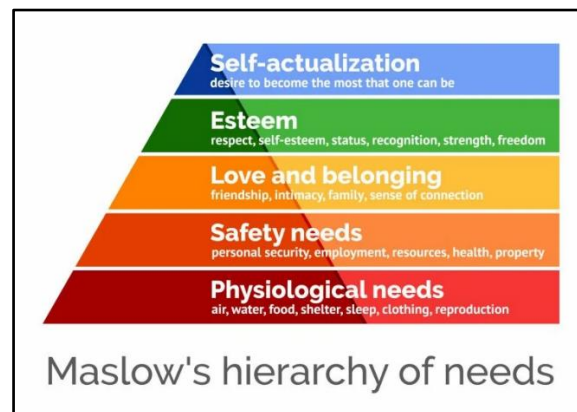 Self-actualization
desire to become the most that one can be
Esteem
respect, self-esteem, status, recognition, strength, freedom
Love and belonging
friendship, intimacy, family, sense of connection
Safety needs
personal security, employment, resources, health, property
Physiological needs
air, water, food, shelter, sleep, clothing, reproduction
Maslow's hierarchy of needs